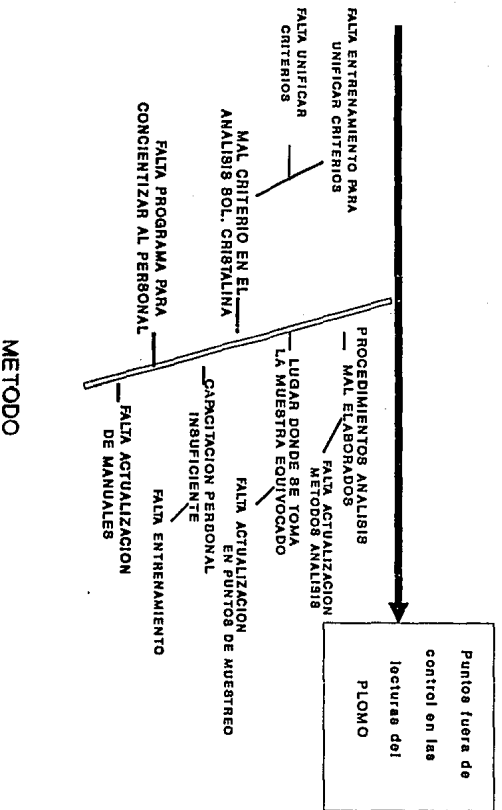 FALTA ENTRENAMIENTO PARA
UNIFICAR CRITERIOS
FALTA UNIFICAR
CRITERIOS
MAL CRITERIO EN EL
ANALISIS SOL. CRISTALINA
FALTA PROGRAMA PARA
CONCIENTIZAR AL PERSONAL
PROCEDIMIENTOS ANALISIS
MAL ELABORADOS
FALTA ACTUALIZACION
METODOS ANALISIS
LUGAR DONDE SE TOMA
LA MUESTRA EQUIVOCADO
FALTA ACTUALIZACION
EN PUNTOS DE MUESTREO
CAPACITACION PERSONAL
INSUFICIENTE
FALTA ENTRENAMIENTO
FALTA ACTUALIZACION
DE MANUALES
Puntos fuera de
control en las
lecturas del
PLOMO
METODO